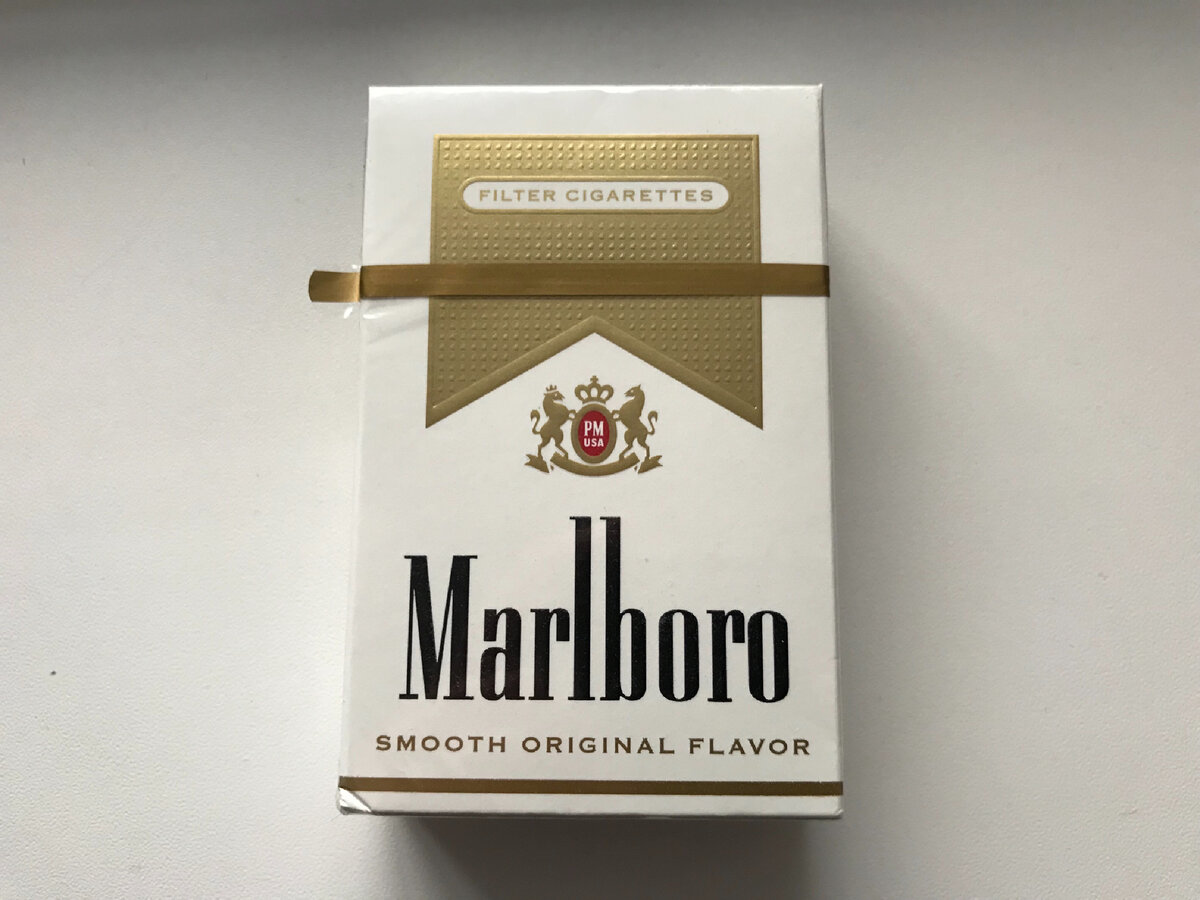 FILTER CIGARETTES
PM
USA
Marlboro
SMOOTH ORIGINAL FLAVOR